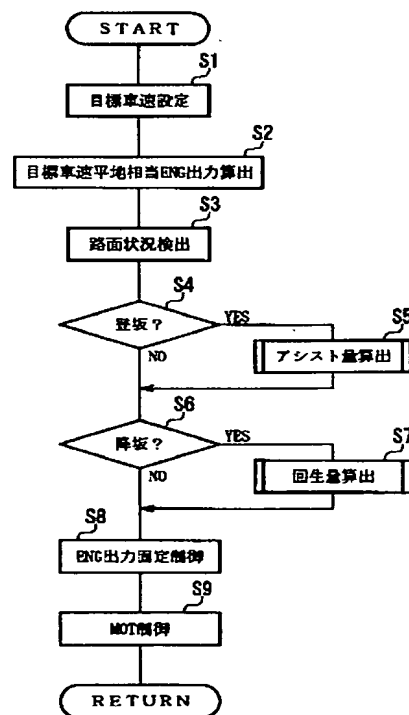 START
S1
目標車速設定
S2
目標車速平地相当ENG出力算出
S3
路面状況検出
S4
登坂?
YES
S5
アシスト量算出
NO
S6
降坂?
YES
S7
回生量算出
NO
S8
ENG出力固定制御
S9
MOT制御
RETURN